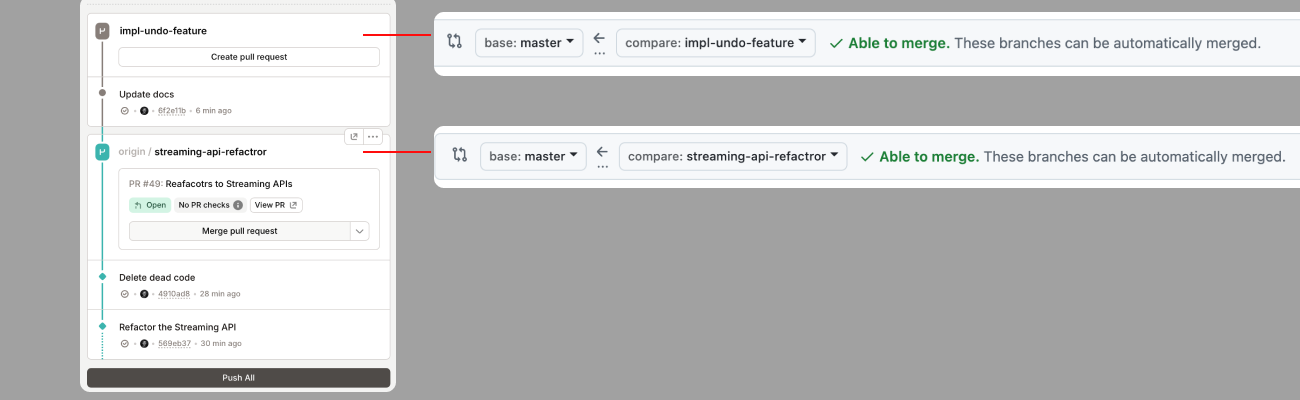 impl-undo-feature
Create pull request
Update docs
6f2e11b • 6 min ago
origin / streaming-api-refactror
PR #49: Reafacotrs to Streaming APIs
Open No PR checks View PR
Merge pull request
Delete dead code
4910ad8 • 28 min ago
Refactor the Streaming API
569eb37 • 30 min ago
Push All
base: master compare: impl-undo-feature Able to merge. These branches can be automatically merged.
base: master compare: streaming-api-refactror Able to merge. These branches can be automatically merged.